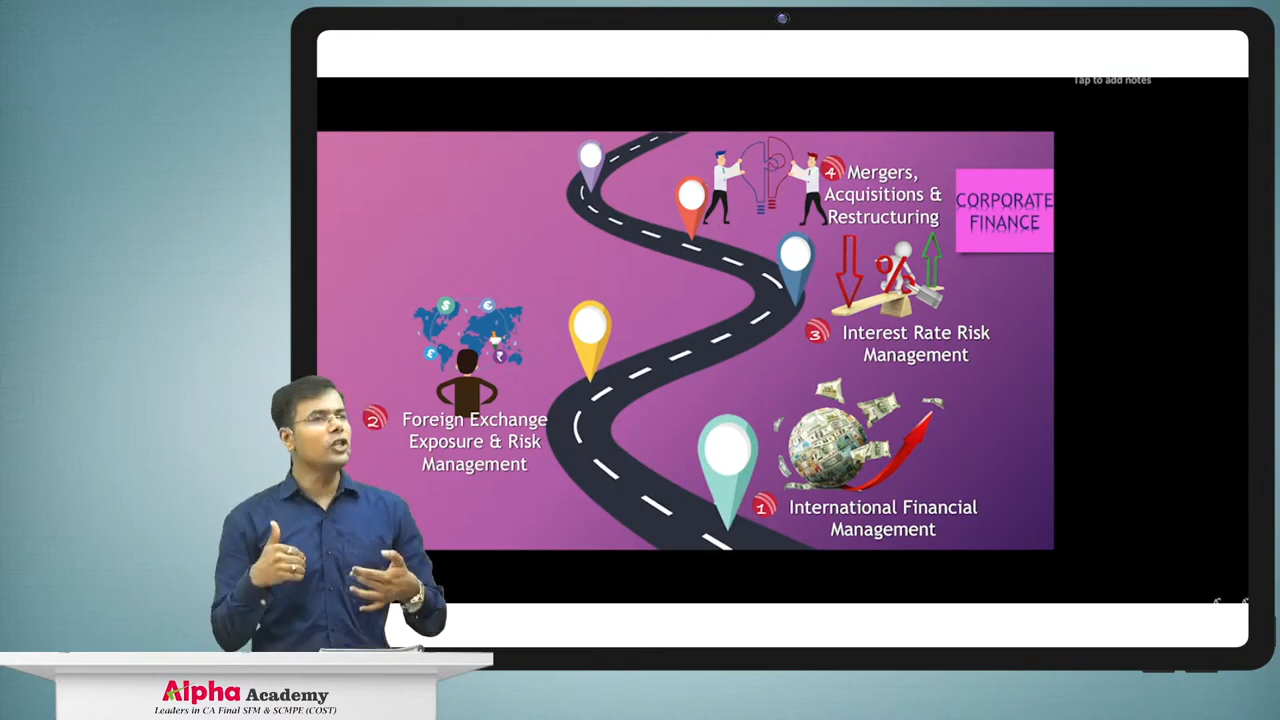 Tap to add notes
4 Mergers,
Acquisitions &
Restructuring
CORPORATE
FINANCE
%
3 Interest Rate Risk
Management
$
€
£
₹
2 Foreign Exchange
Exposure & Risk
Management
1 International Financial
Management
Alpha Academy
Leaders in CA Final SFM & SCMPE (COST)